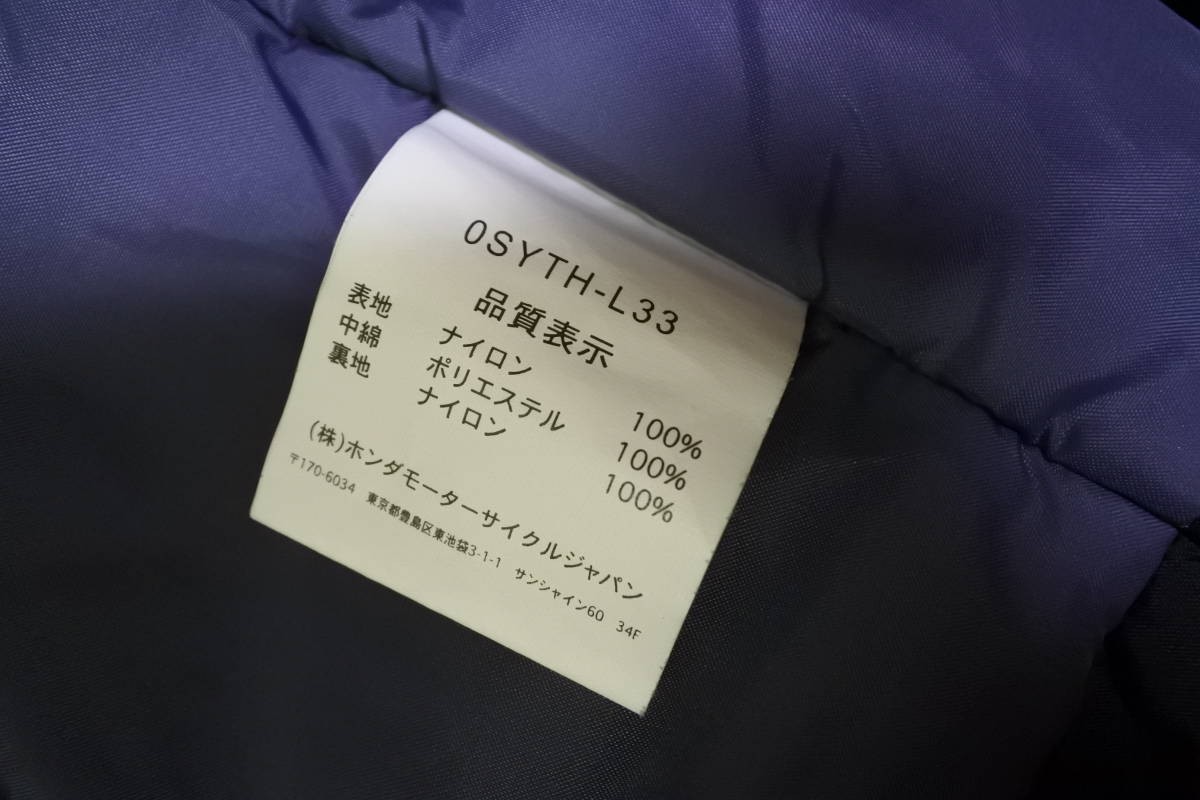 0SYTH-L33
品質表示
表地 ナイロン 100%
中綿 ポリエステル 100%
裏地 ナイロン 100%
(株)ホンダモーターサイクルジャパン
〒170-6034 東京都豊島区東池袋3-1-1 サンシャイン60 34F